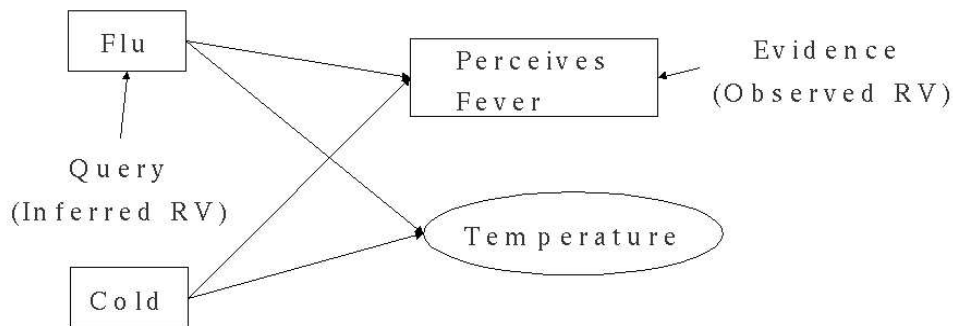 Flu
Perceives
Fever
Evidence
(Observed RV)
Query
(Inferred RV)
Temperature
Cold